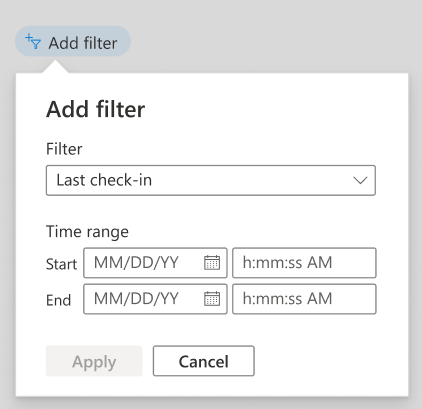 Add filter
Add filter
Filter
Last check-in
Time range
Start MM/DD/YY h:mm:ss AM
End MM/DD/YY h:mm:ss AM
Apply Cancel